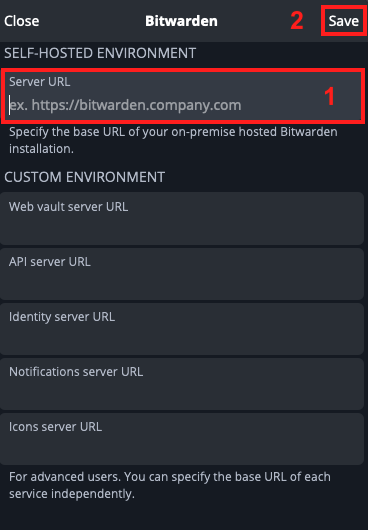 Close Bitwarden 2 Save
SELF-HOSTED ENVIRONMENT
Server URL
ex. https://bitwarden.company.com 1
Specify the base URL of your on-premise hosted Bitwarden
installation.
CUSTOM ENVIRONMENT
Web vault server URL
API server URL
Identity server URL
Notifications server URL
Icons server URL
For advanced users. You can specify the base URL of each
service independently.